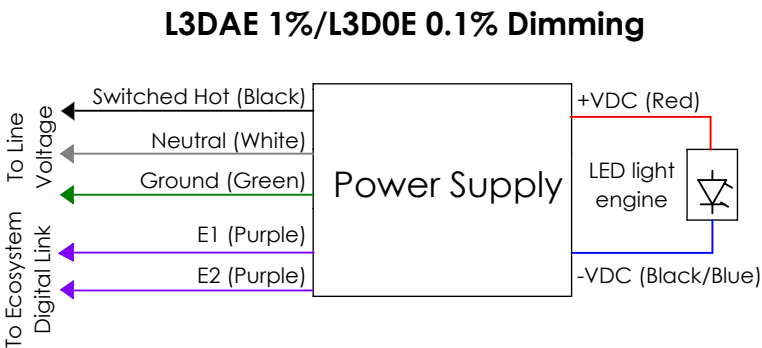 L3DAE 1%/L3D0E 0.1% Dimming
To Line
Voltage
Switched Hot (Black)
Neutral (White)
Ground (Green)
To Ecosystem
Digital Link
E1 (Purple)
E2 (Purple)
Power Supply
+VDC (Red)
LED light
engine
-VDC (Black/Blue)